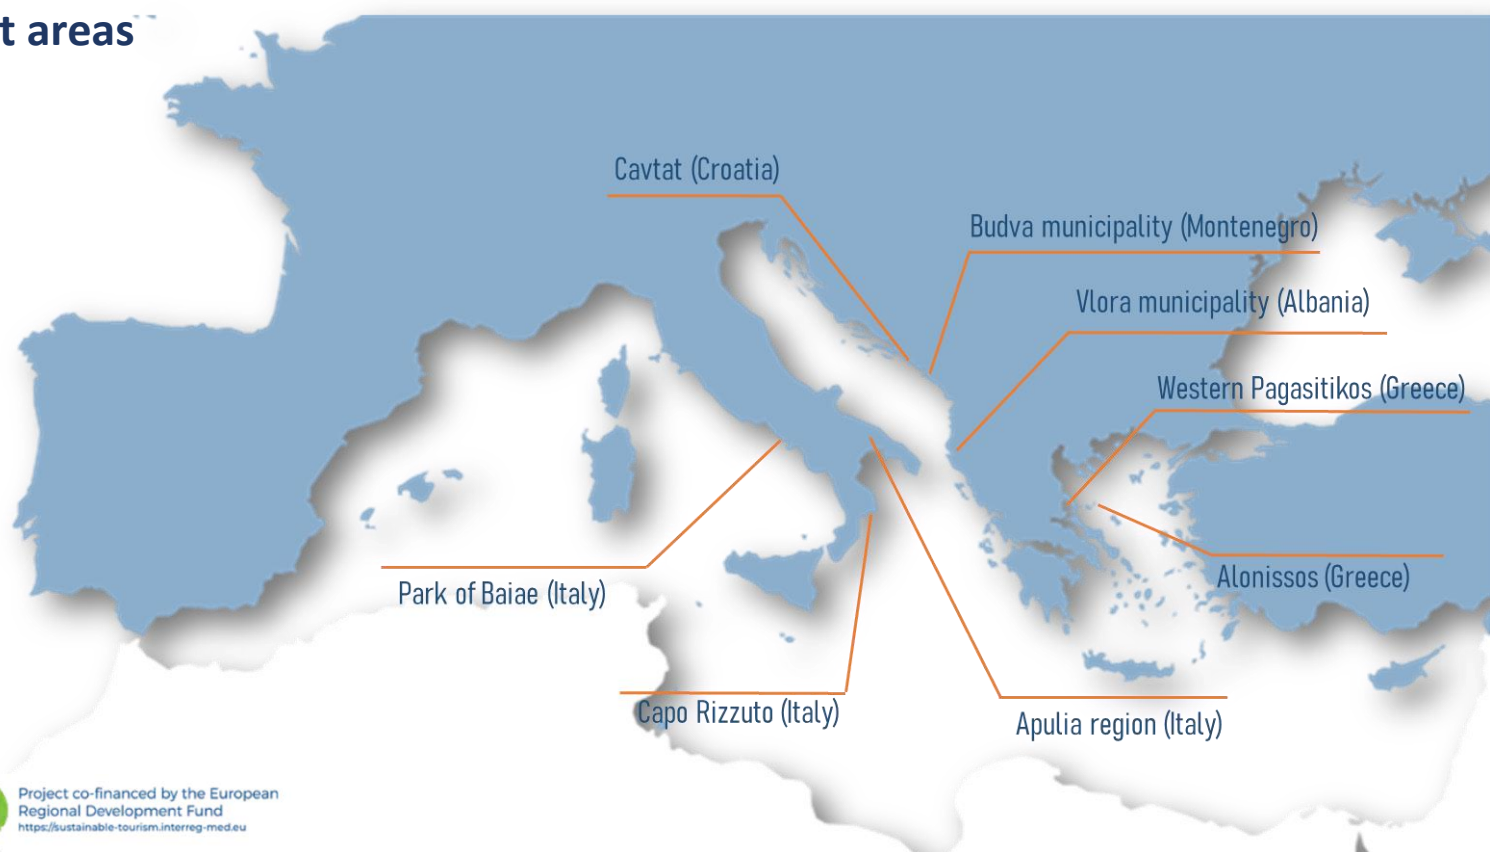 t areas
Cavtat (Croatia)
Budva municipality (Montenegro)
Vlora municipality (Albania)
Western Pagasitikos (Greece)
Alonissos (Greece)
Park of Baiae (Italy)
Capo Rizzuto (Italy)
Apulia region (Italy)
Project co-financed by the European
Regional Development Fund
https://sustainable-tourism.interreg-med.eu